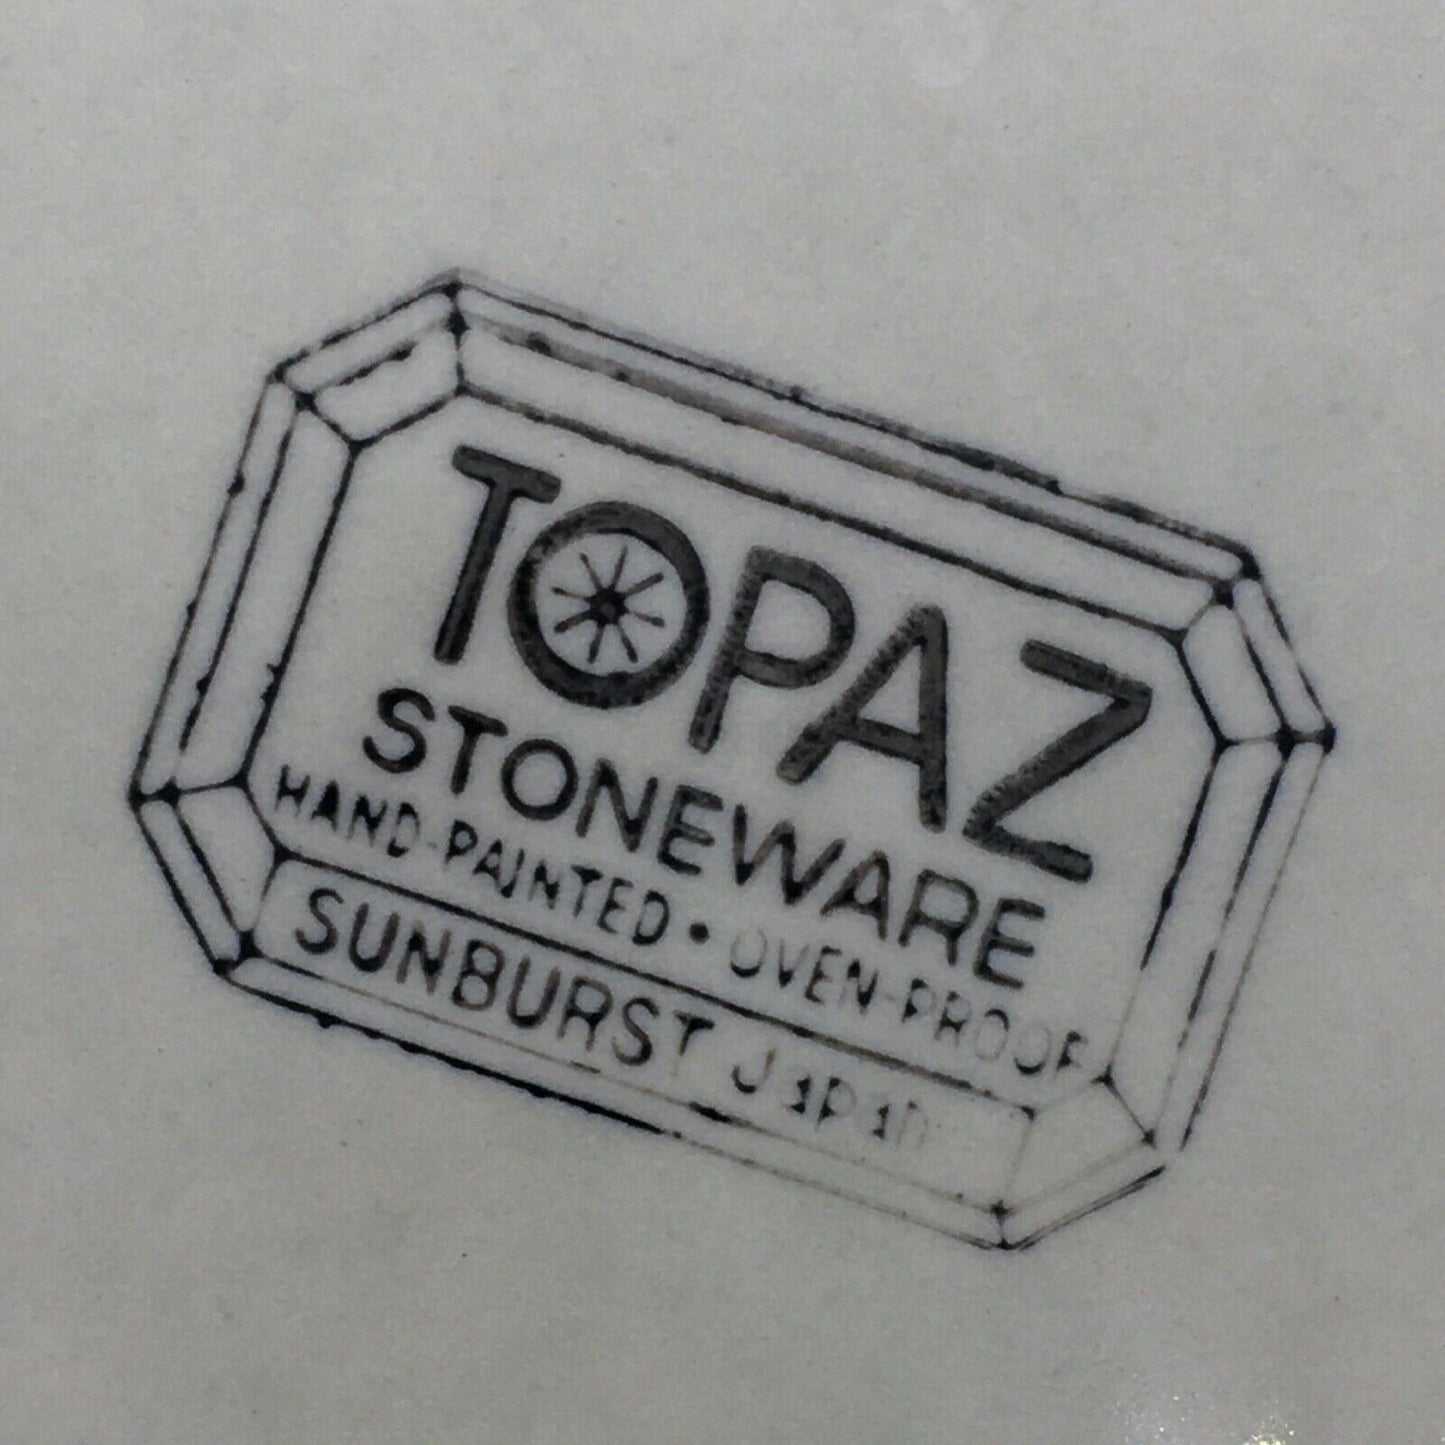 TOPAZ
STONEWARE
HAND-PAINTED • OVEN-PROOF
SUNBURST JAPAN